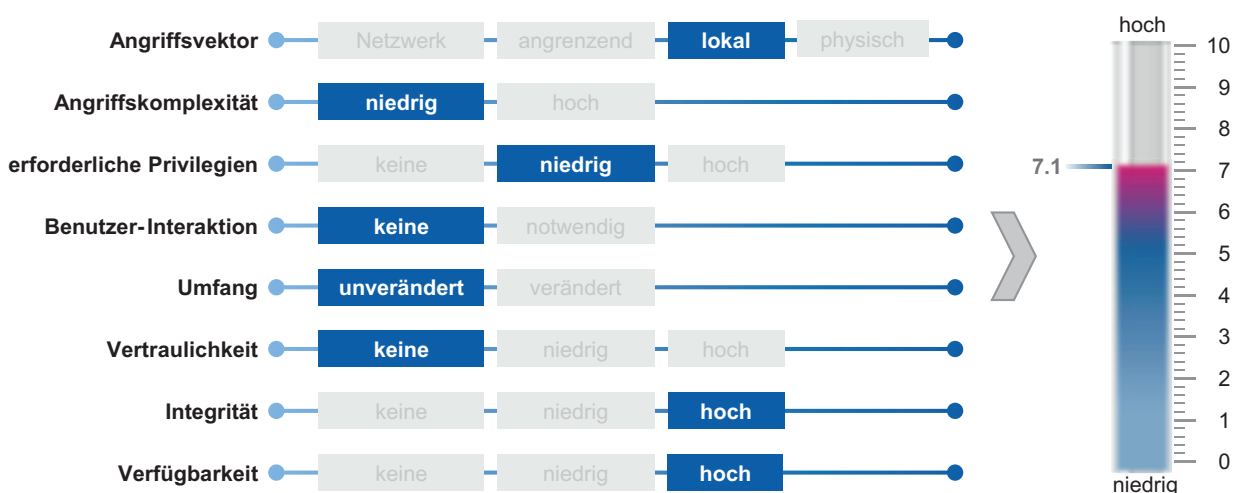 Angriffsvektor Netzwerk angrenzend lokal physisch
Angriffskomplexität niedrig hoch
erforderliche Privilegien keine niedrig hoch
Benutzer-Interaktion keine notwendig
Umfang unverändert verändert
Vertraulichkeit keine niedrig hoch
Integrität keine niedrig hoch
Verfügbarkeit keine niedrig hoch
hoch
10
9
8
7.1
7
6
5
4
3
2
1
0
niedrig